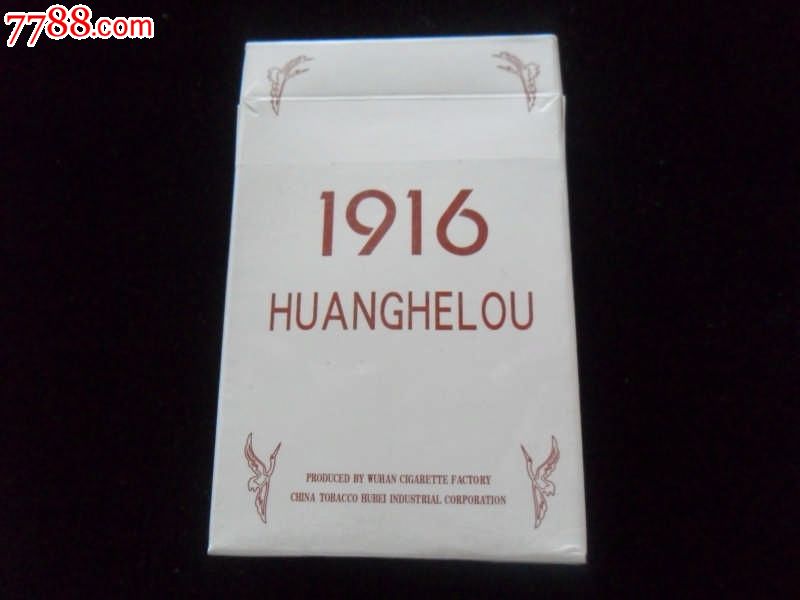 7788.com
1916
HUANGHELOU
PRODUCED BY WUHAN CIGARETTE FACTORY
CHINA TOBACCO HUBEI INDUSTRIAL CORPORATION